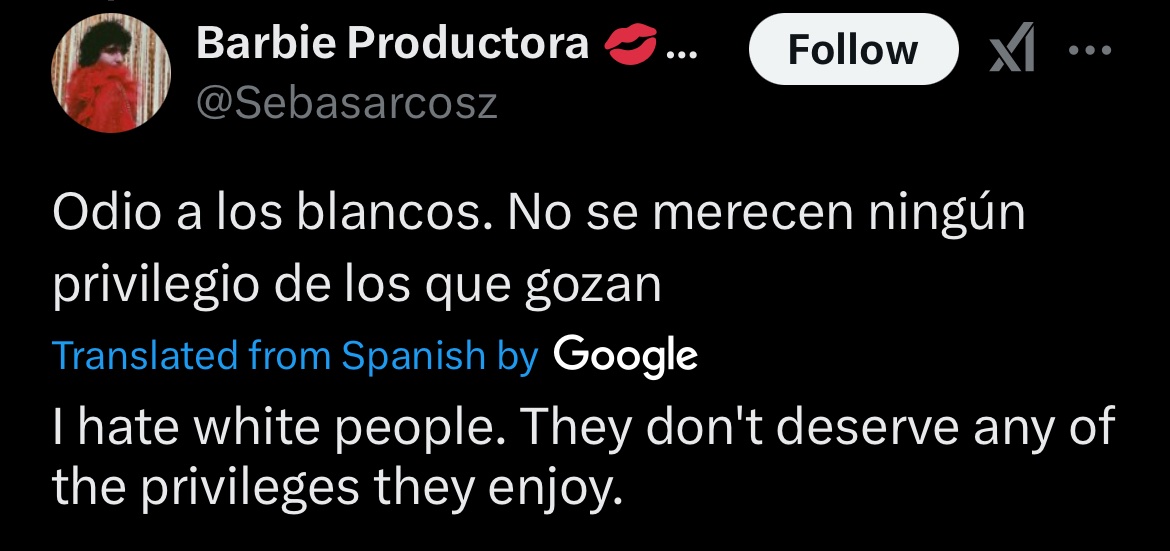 Barbie Productora 💋...
Follow
@Sebasarcosz
Odio a los blancos. No se merecen ningún
privilegio de los que gozan
Translated from Spanish by Google
I hate white people. They don't deserve any of
the privileges they enjoy.